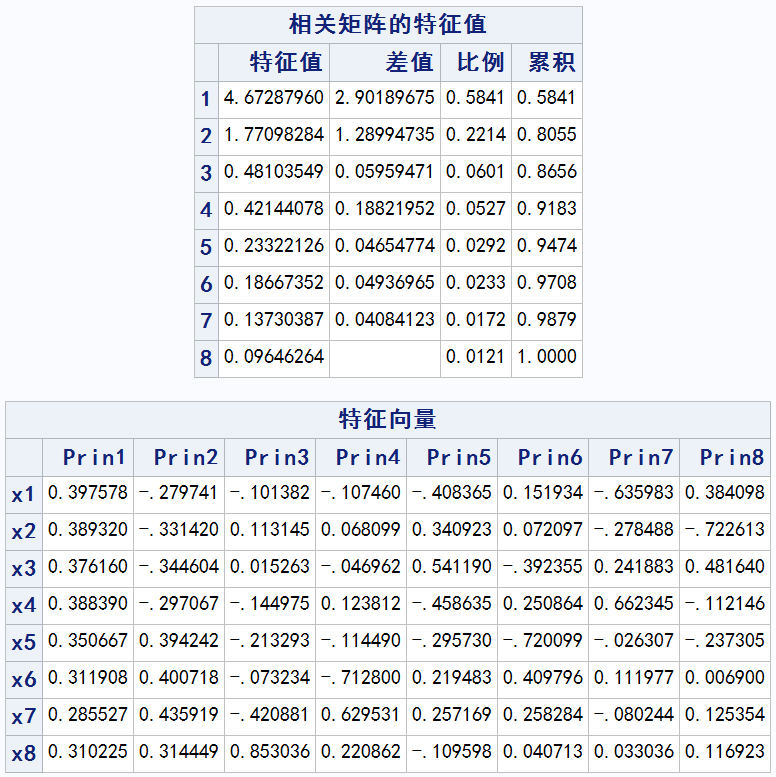 相关矩阵的特征值
特征值 差值 比例 累积
1 4.67287960 2.90189675 0.5841 0.5841
2 1.77098284 1.28994735 0.2214 0.8055
3 0.48103549 0.05959471 0.0601 0.8656
4 0.42144078 0.18821952 0.0527 0.9183
5 0.23322126 0.04654774 0.0292 0.9474
6 0.18667352 0.04936965 0.0233 0.9708
7 0.13730387 0.04084123 0.0172 0.9879
8 0.09646264 0.0121 1.0000
特征向量
Prin1 Prin2 Prin3 Prin4 Prin5 Prin6 Prin7 Prin8
x1 0.397578 -.279741 -.101382 -.107460 -.408365 0.151934 -.635983 0.384098
x2 0.389320 -.331420 0.113145 0.068099 0.340923 0.072097 -.278488 -.722613
x3 0.376160 -.344604 0.015263 -.046962 0.541190 -.392355 0.241883 0.481640
x4 0.388390 -.297067 -.144975 0.123812 -.458635 0.250864 0.662345 -.112146
x5 0.350667 0.394242 -.213293 -.114490 -.295730 -.720099 -.026307 -.237305
x6 0.311908 0.400718 -.073234 -.712800 0.219483 0.409796 0.111977 0.006900
x7 0.285527 0.435919 -.420881 0.629531 0.257169 0.258284 -.080244 0.125354
x8 0.310225 0.314449 0.853036 0.220862 -.109598 0.040713 0.033036 0.116923